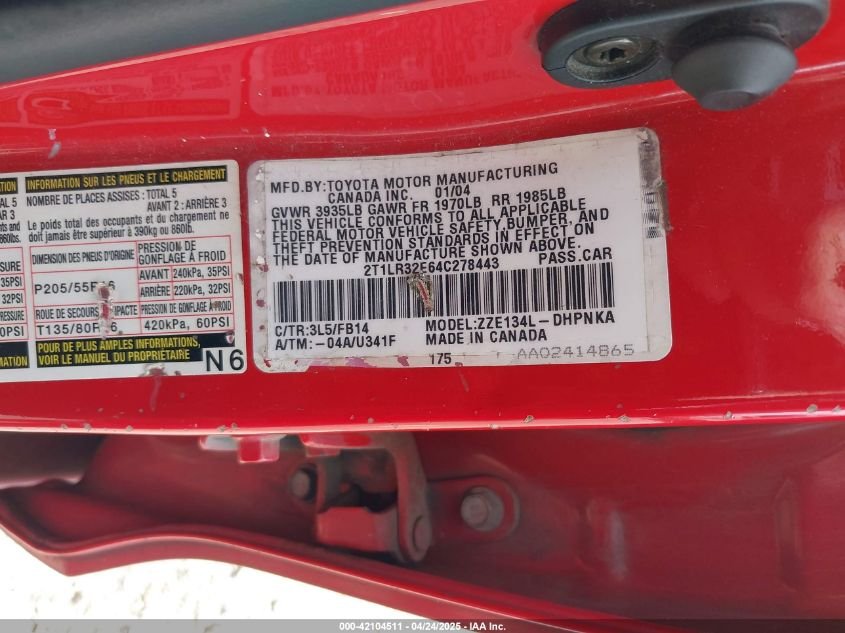 INFORMATION SUR LES PNEUS ET LE CHARGEMENT
NOMBRE DE PLACES ASSISES : TOTAL 5
AVANT 2 : ARRIÈRE 3
Le poids total des occupants et du chargement ne
doit jamais être supérieur à 390kg ou 860lb.
DIMENSION DES PNEUS D'ORIGINE
PRESSION DE GONFLAGE À FROID
P205/55
AVANT 240kPa, 35PSI
ARRIÈRE 220kPa, 32PSI
ROUE DE SECOURS PRESSION DE GONFLAGE À FROID
T135/80 420kPa, 60PSI
POUR DE PLUS AMPLES INFORMATIONS,
VOIR LE MANUEL DU PROPRIÉTAIRE
N 6
MFD.BY:TOYOTA MOTOR MANUFACTURING
CANADA INC. 01/04
GVWR 3935LB GAWR FR 1970LB RR 1985LB
THIS VEHICLE CONFORMS TO ALL APPLICABLE
FEDERAL MOTOR VEHICLE SAFETY,BUMPER, AND
THEFT PREVENTION STANDARDS IN EFFECT ON
THE DATE OF MANUFACTURE SHOWN ABOVE.
2T1LR32E64C278443 PASS.CAR
C/TR:3L5/FB14 MODEL:ZZE134L-DHPNKA
A/TM:-04A/U341F MADE IN CANADA
175 AA02414865
000-42104511 - 04/24/2025 - IAA Inc.